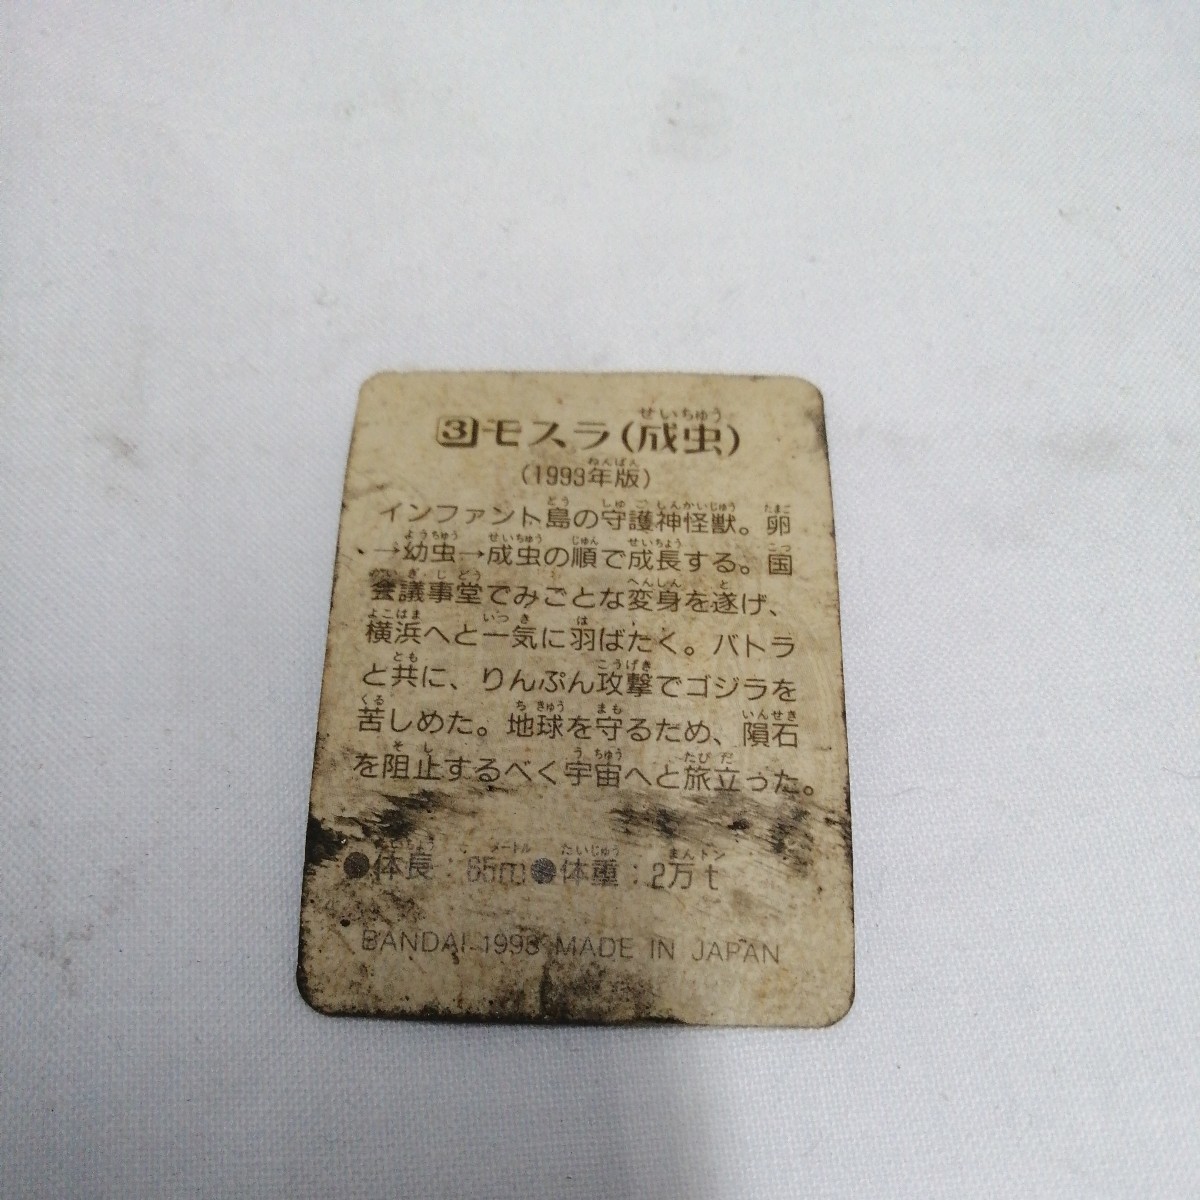 ③モスラ(成虫)
(1993年版)
インファント島の守護神怪獣。卵
→幼虫→成虫の順で成長する。国
会議事堂でみごとな変身を遂げ、
横浜へと一気に羽ばたく。バトラ
と共に、りんぷん攻撃でゴジラを
苦しめた。地球を守るため、隕石
を阻止するべく宇宙へと旅立った。
●体長:65m●体重:2万t
BANDAI 1993 MADE IN JAPAN